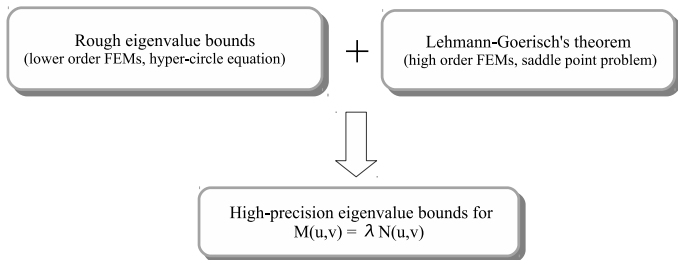 Rough eigenvalue bounds
(lower order FEMs, hyper-circle equation)
+
Lehmann-Goerisch's theorem
(high order FEMs, saddle point problem)
High-precision eigenvalue bounds for
M(u,v) = λ N(u,v)